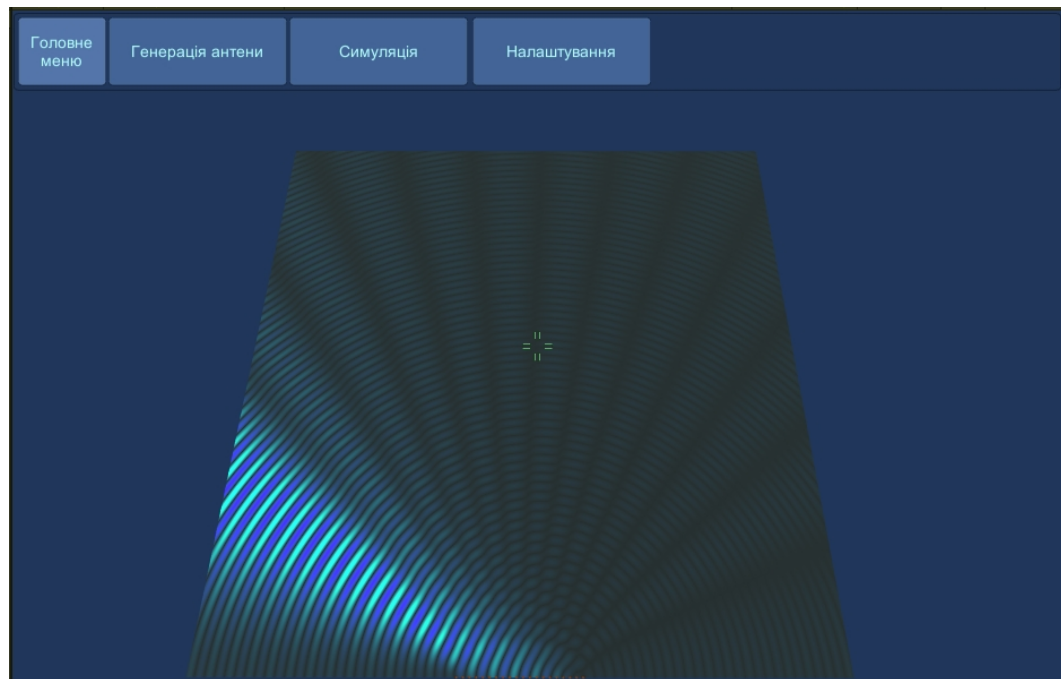 Головне
меню
Генерація антени
Симуляція
Налаштування